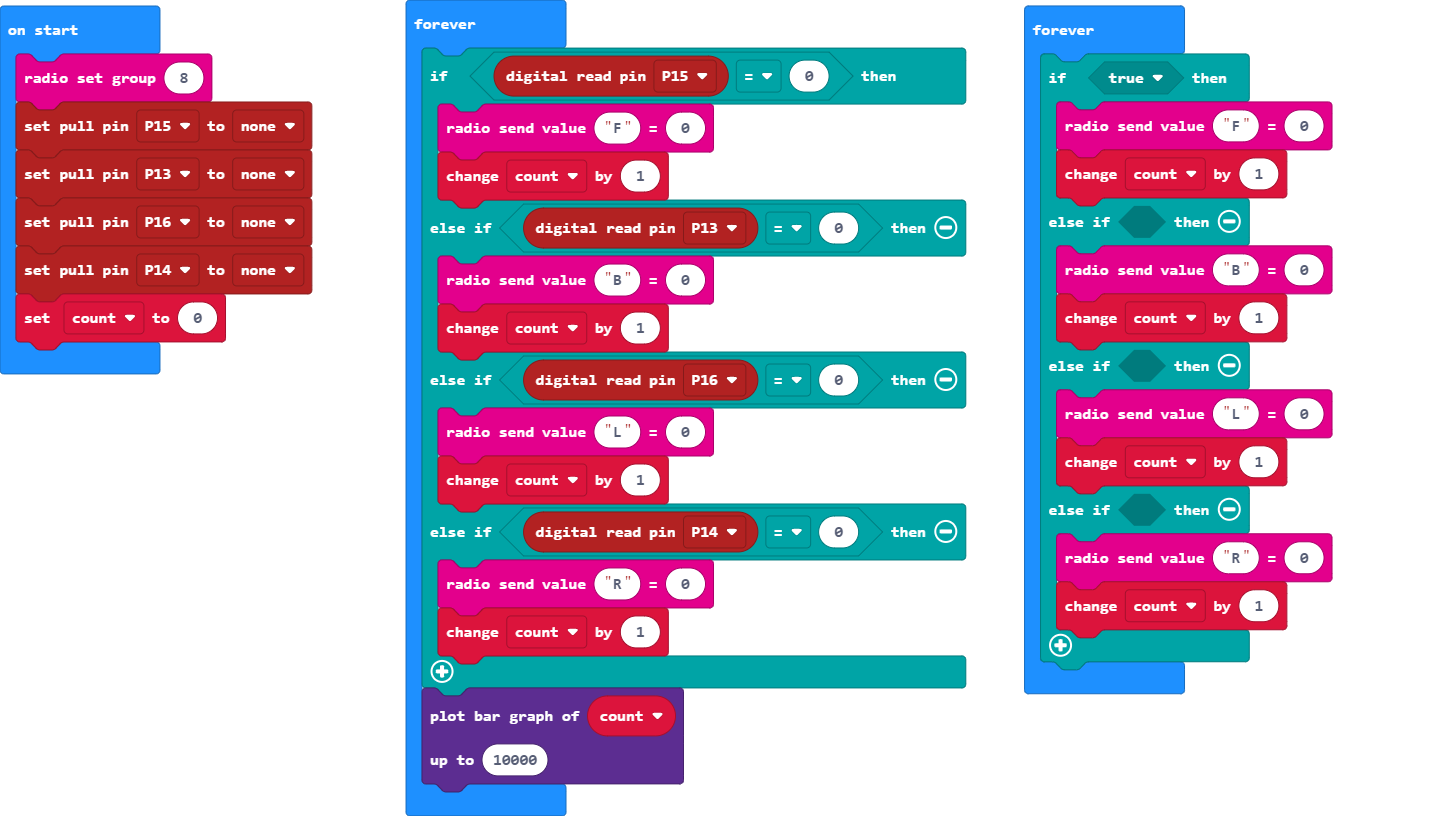 on start
radio set group 8
set pull pin P15 to none
set pull pin P13 to none
set pull pin P16 to none
set pull pin P14 to none
set count to 0
forever
if digital read pin P15 = 0 then
radio send value "F" = 0
change count by 1
else if digital read pin P13 = 0 then
radio send value "B" = 0
change count by 1
else if digital read pin P16 = 0 then
radio send value "L" = 0
change count by 1
else if digital read pin P14 = 0 then
radio send value "R" = 0
change count by 1
plot bar graph of count
up to 10000
forever
if true then
radio send value "F" = 0
change count by 1
else if then
radio send value "B" = 0
change count by 1
else if then
radio send value "L" = 0
change count by 1
else if then
radio send value "R" = 0
change count by 1